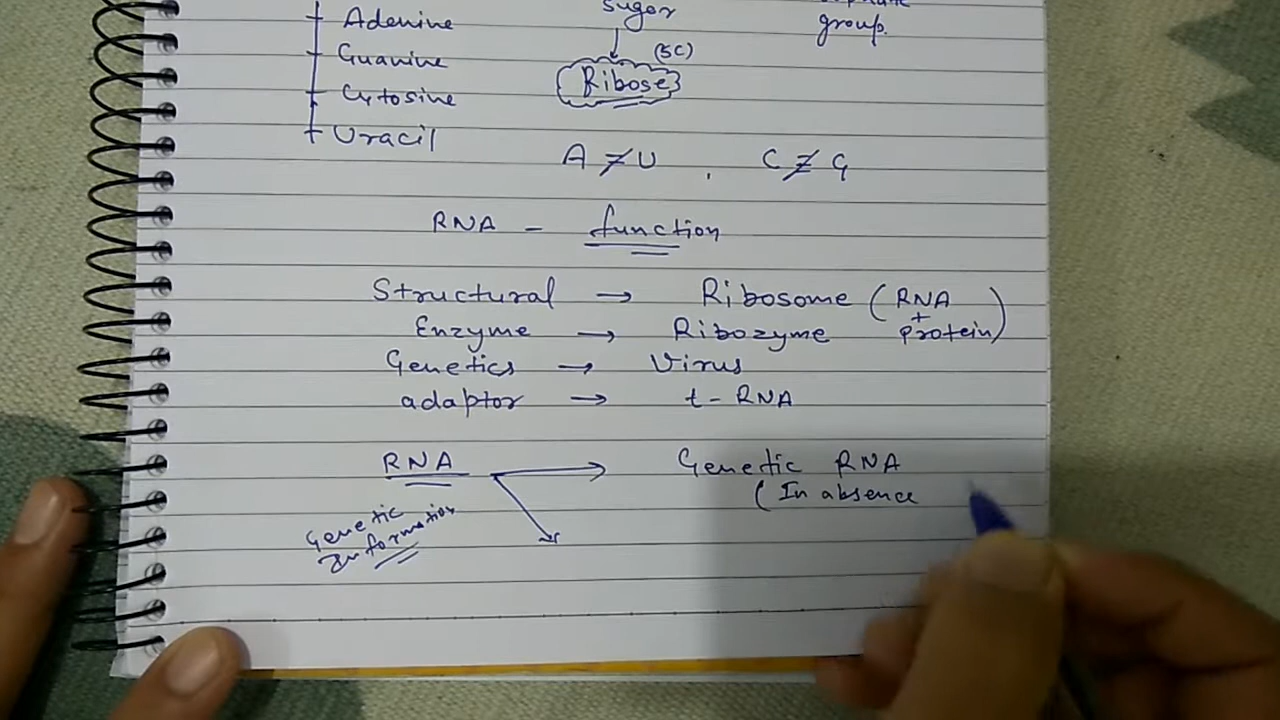 Adenine
Guanine
Cytosine
Uracil
sugar
(5C)
Ribose
group.
A ≠ U , C ≢ G
RNA - function
Structural → Ribosome (RNA + protein)
Enzyme → Ribozyme
Genetics → Virus
adaptor → t-RNA
RNA → Genetic RNA
(In absence
Genetic
Information